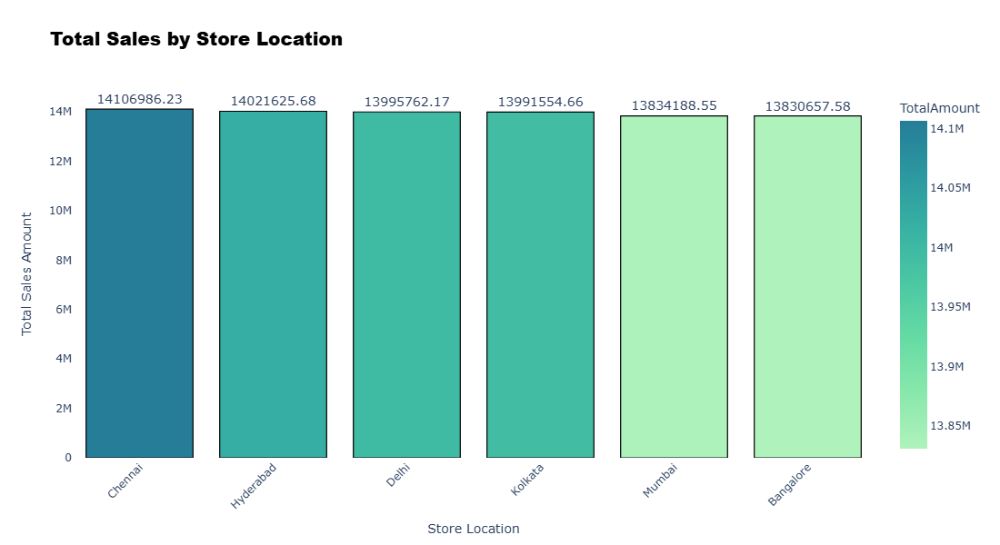 Total Sales by Store Location
14106986.23
14021625.68
13995762.17
13991554.66
13834188.55
13830657.58
TotalAmount
14M
12M
10M
8M
6M
4M
2M
0
Total Sales Amount
14.1M
14.05M
14M
13.95M
13.9M
13.85M
Chennai
Hyderabad
Delhi
Kolkata
Mumbai
Bangalore
Store Location